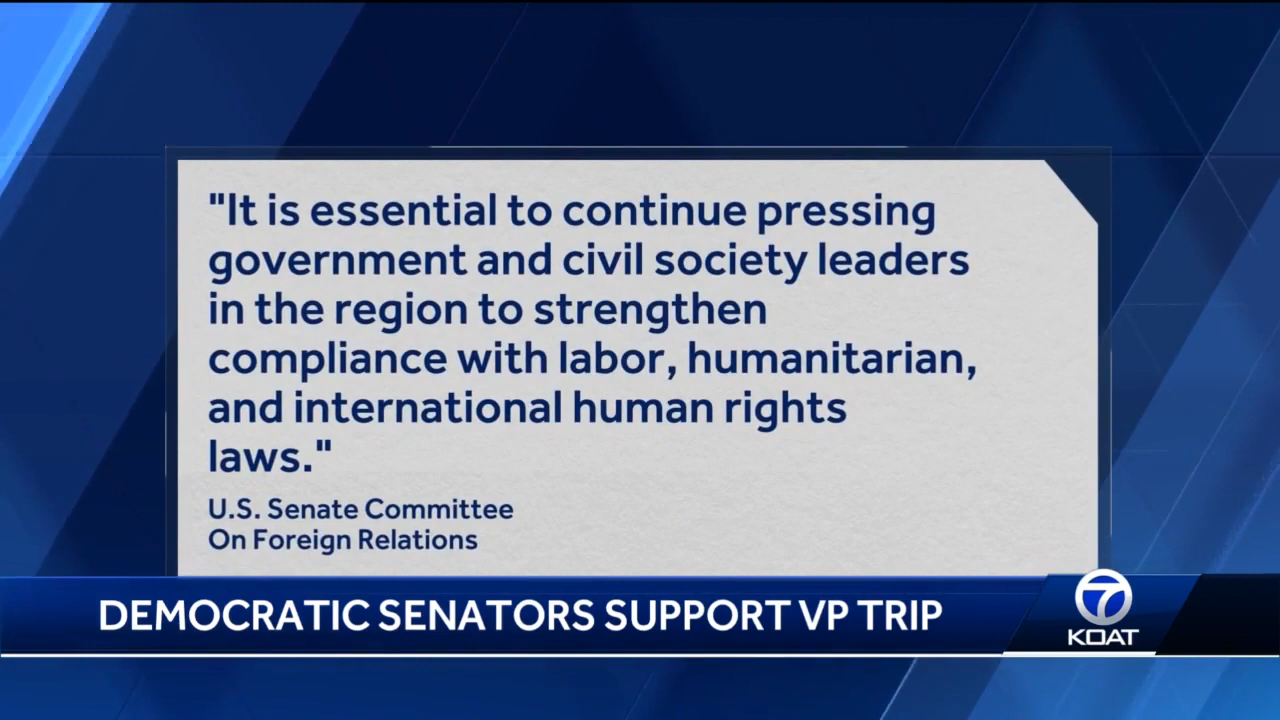 "It is essential to continue pressing
government and civil society leaders
in the region to strengthen
compliance with labor, humanitarian,
and international human rights
laws."
U.S. Senate Committee
On Foreign Relations
DEMOCRATIC SENATORS SUPPORT VP TRIP
7
KOAT